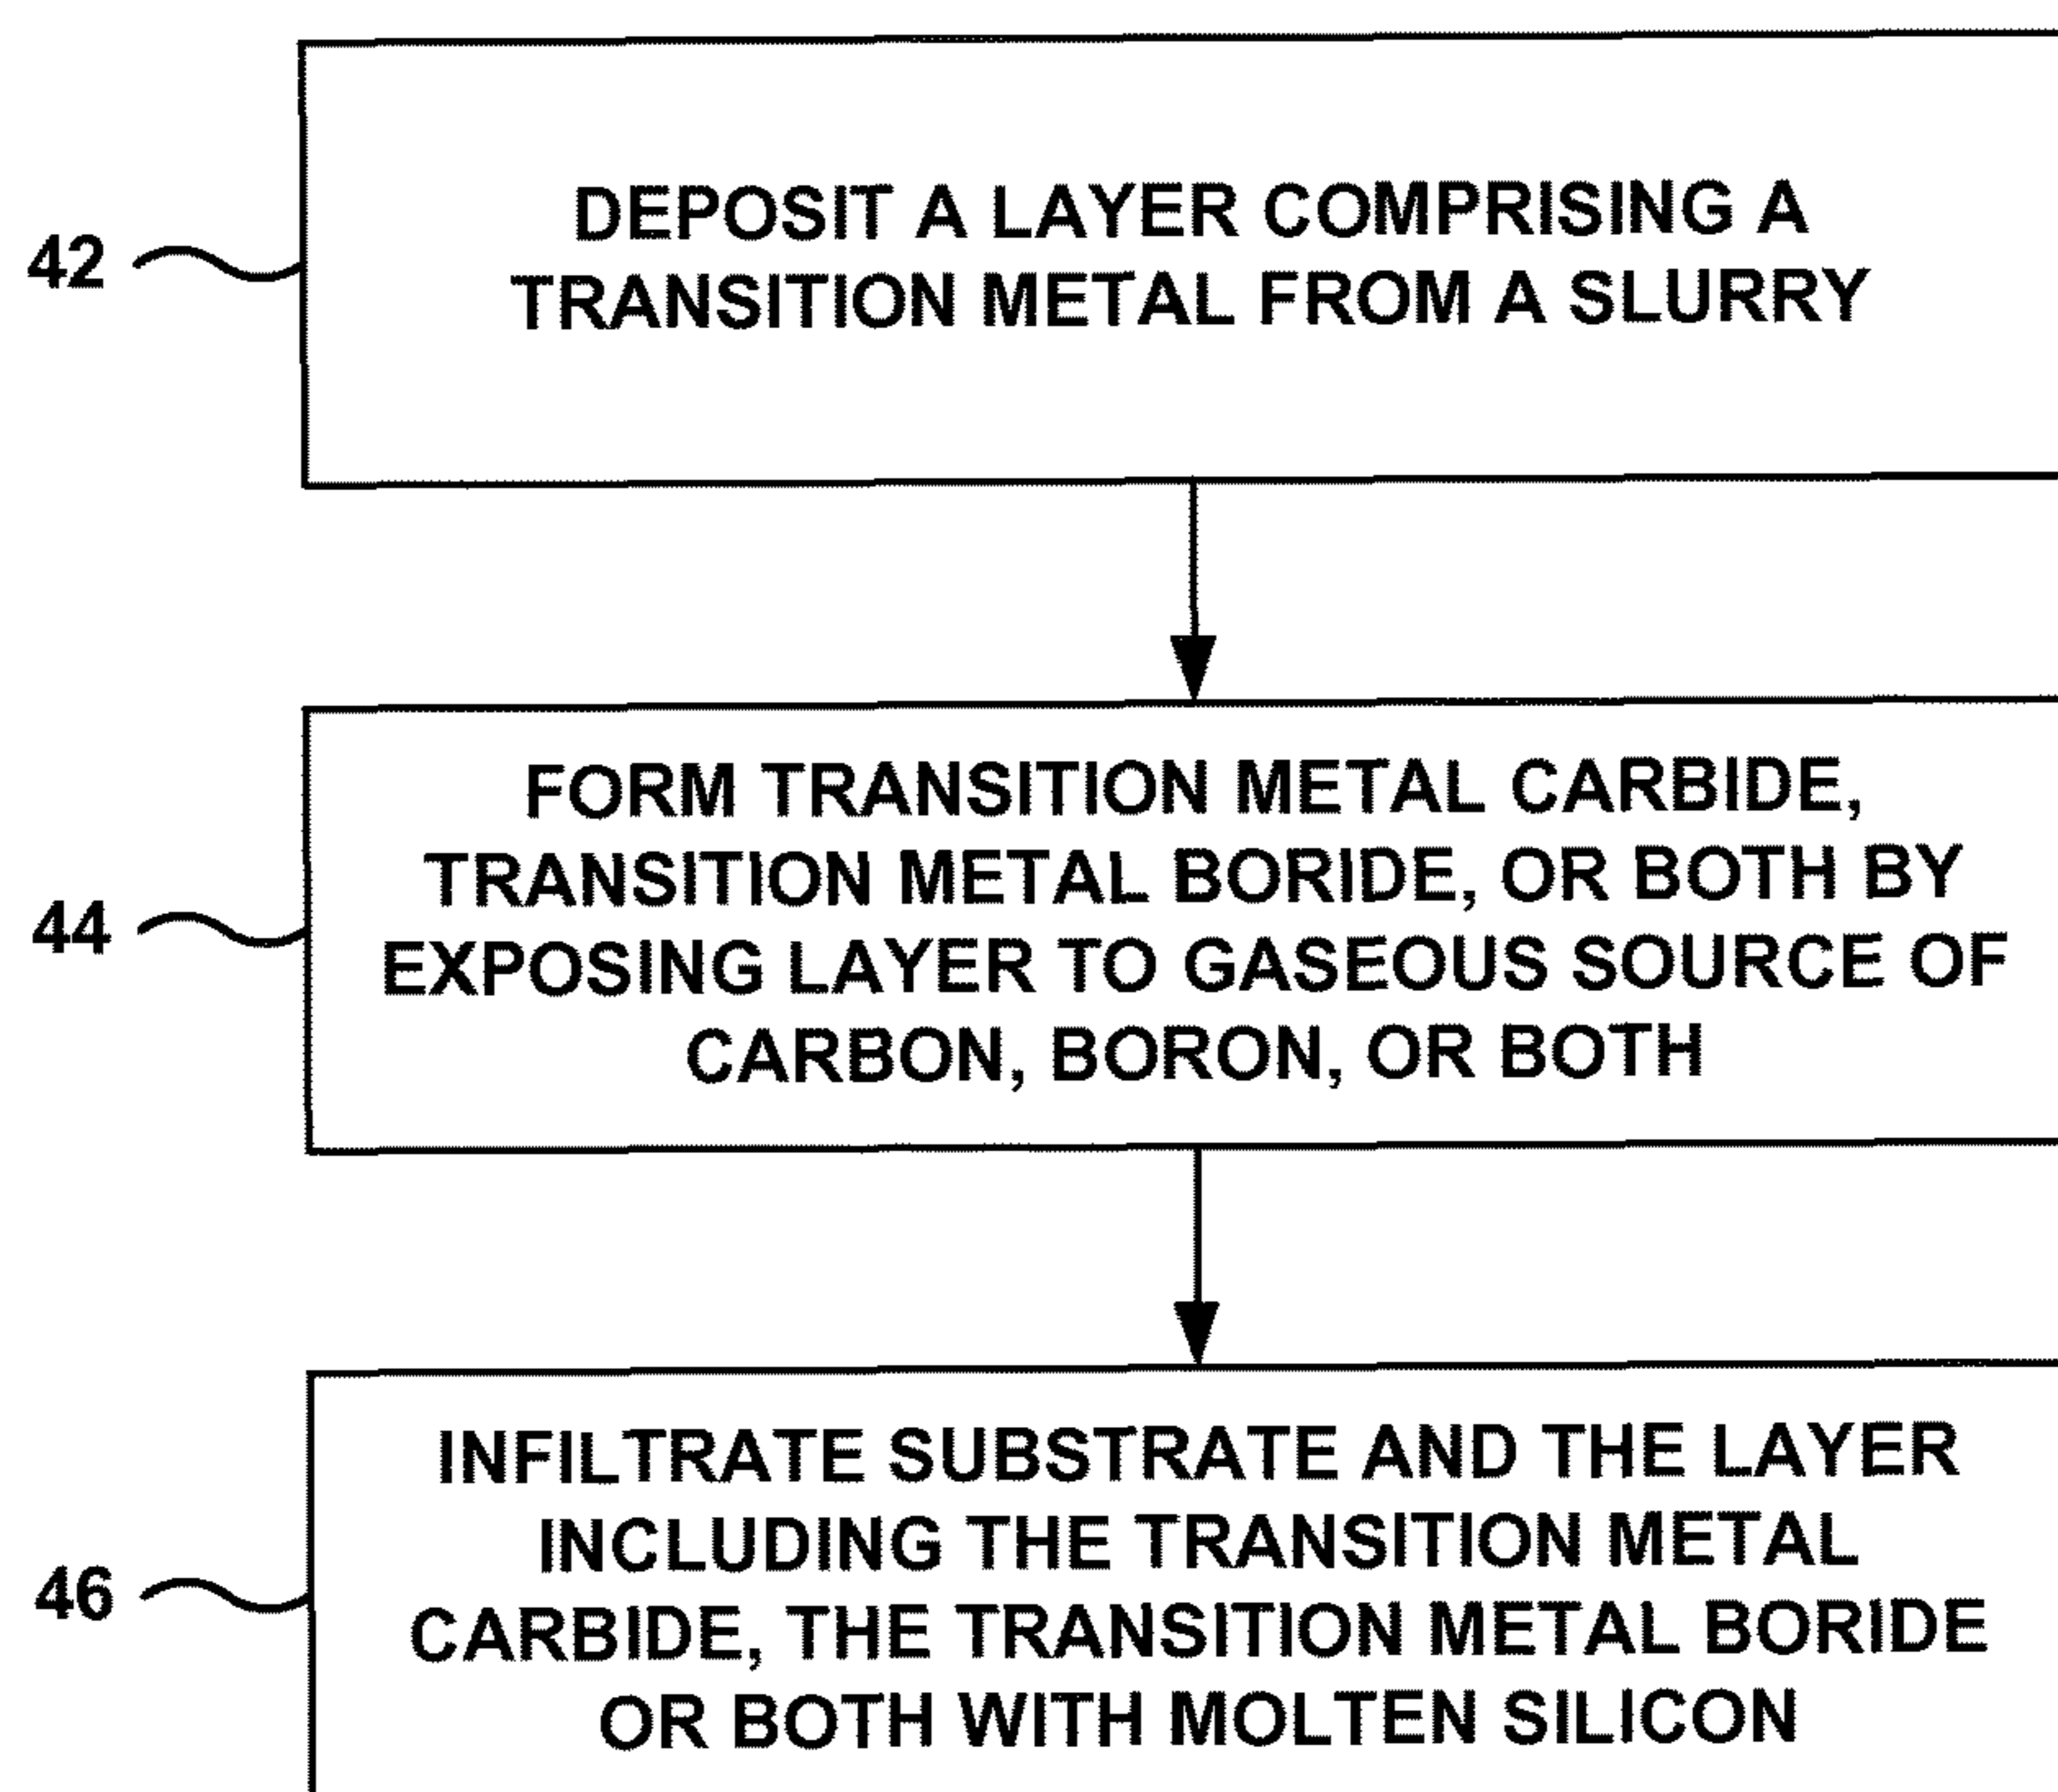 42
DEPOSIT A LAYER COMPRISING A
TRANSITION METAL FROM A SLURRY
44
FORM TRANSITION METAL CARBIDE,
TRANSITION METAL BORIDE, OR BOTH BY
EXPOSING LAYER TO GASEOUS SOURCE OF
CARBON, BORON, OR BOTH
46
INFILTRATE SUBSTRATE AND THE LAYER
INCLUDING THE TRANSITION METAL
CARBIDE, THE TRANSITION METAL BORIDE
OR BOTH WITH MOLTEN SILICON